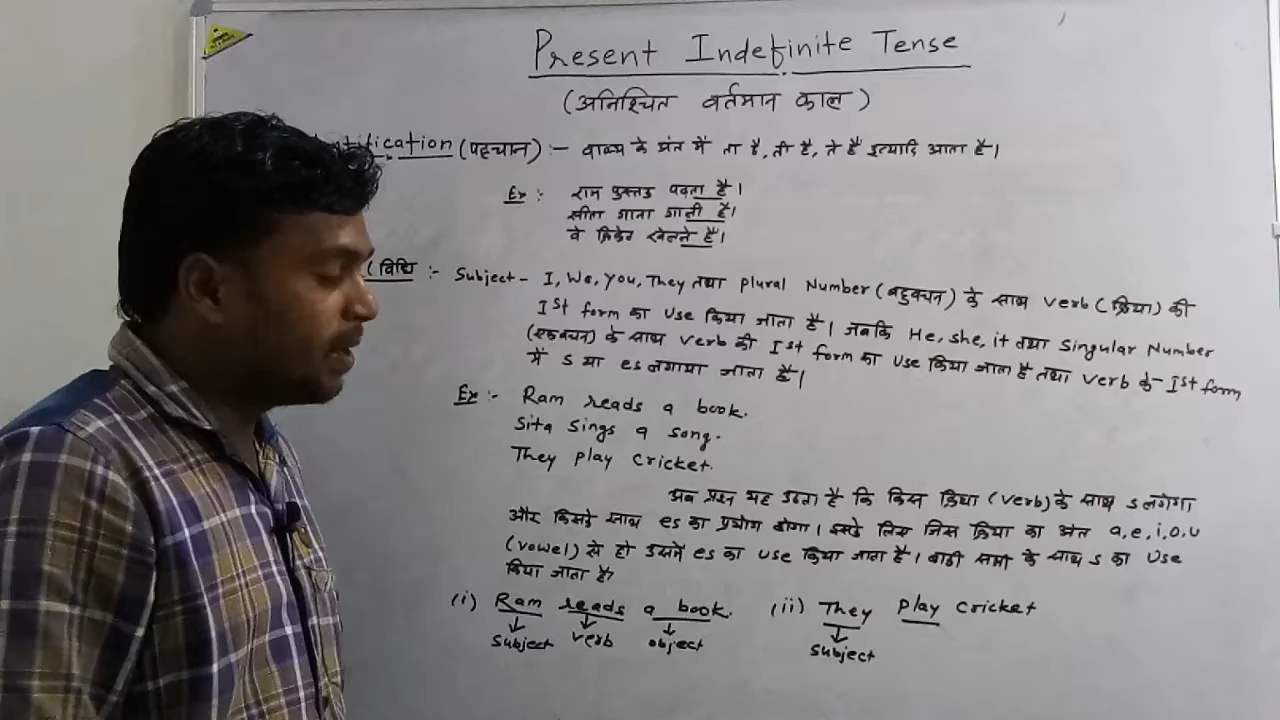 Present Indefinite Tense
(अनिश्चित वर्तमान काल)
tification (पहचान) :- वाक्य के अंत में ता है, ती है, ते हैं इत्यादि आता है।
Ex :- राम पुस्तक पढ़ता है।
सीता गाना गाती है।
वे क्रिकेट खेलते हैं।
(विधि :- Subject - I, We, You, They तथा Plural Number (बहुवचन) के साथ verb (क्रिया) की
Ist form का use किया जाता है। जबकि He, she, it तथा Singular Number
(एकवचन) के साथ verb की Ist form का use किया जाता है तथा verb के Ist form
में s या es लगाया जाता है।
Ex :- Ram reads a book.
Sita Sings a song.
They play cricket.
अब प्रश्न यह उठता है कि किस क्रिया (verb) के साथ s लगेगा
और किसके साथ es का प्रयोग होगा। इसके लिए जिस क्रिया का अंत a, e, i, o, u
(vowel) से हो उसमें es का use किया जाता है। बाकी सभी के साथ s का Use
किया जाता है।
(i) Ram reads a book. (ii) They play cricket
subject verb object subject